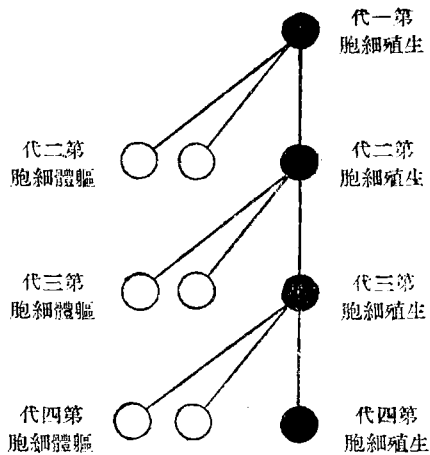 第一代
生殖細胞
第二代
生殖細胞
第二代
軀體細胞
第三代
生殖細胞
第三代
軀體細胞
第四代
生殖細胞
第四代
軀體細胞